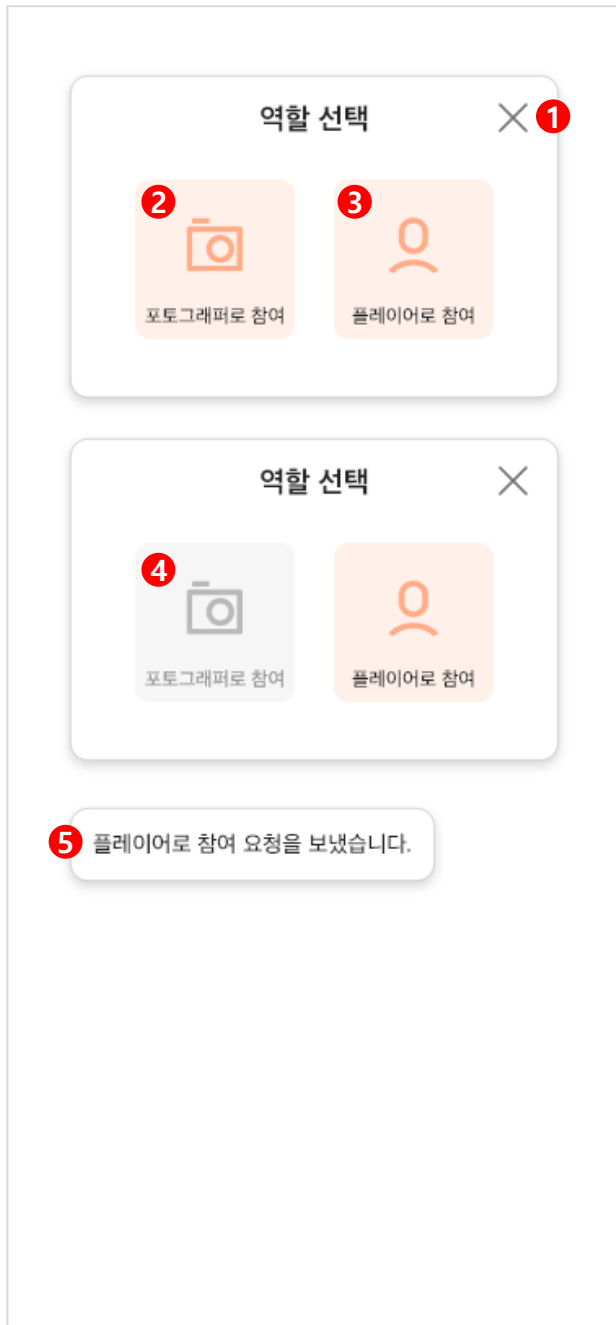 역할 선택
1
2
3
포토그래퍼로 참여
플레이어로 참여
역할 선택
4
포토그래퍼로 참여
플레이어로 참여
5
플레이어로 참여 요청을 보냈습니다.